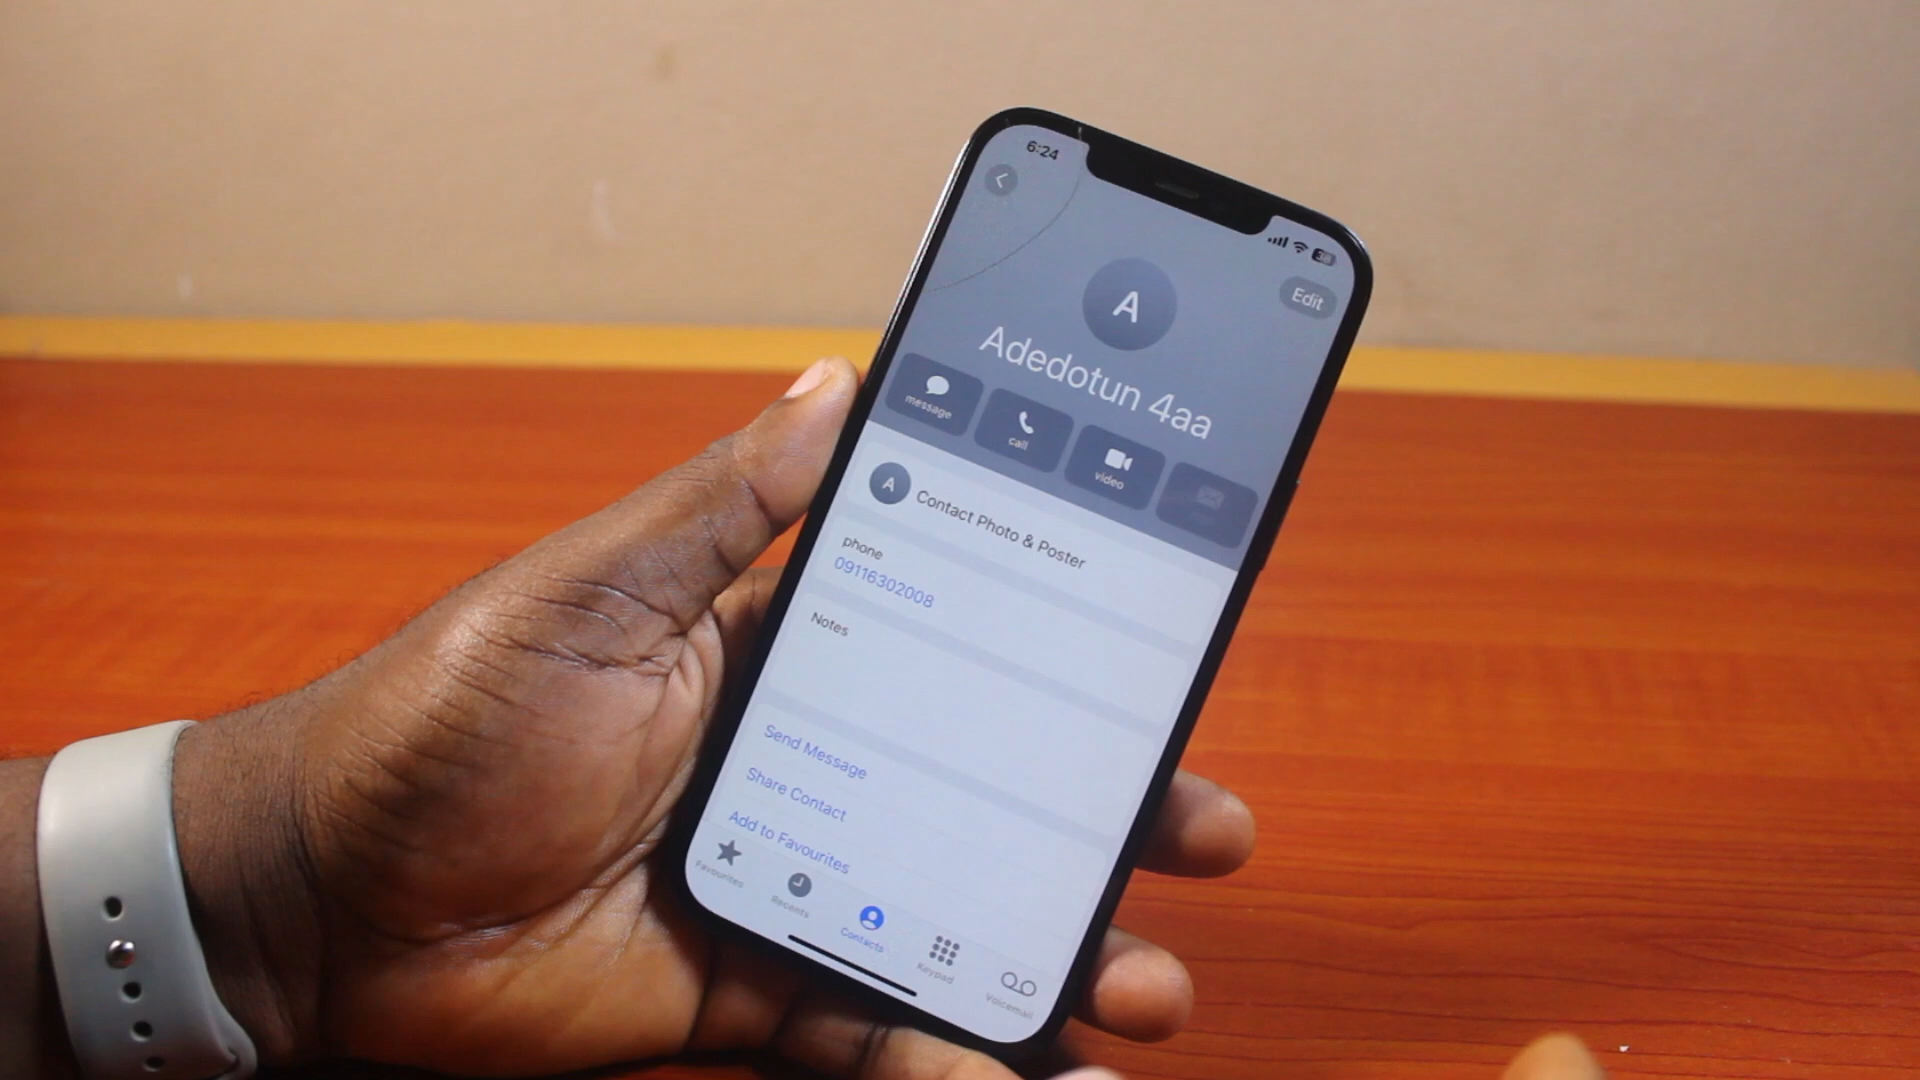 6:24
38
Edit
A
Adedotun 4aa
message
call
video
A
Contact Photo & Poster
phone
09116302008
Notes
Send Message
Share Contact
Add to Favourites
Favourites
Recents
Contacts
Keypad
Voicemail